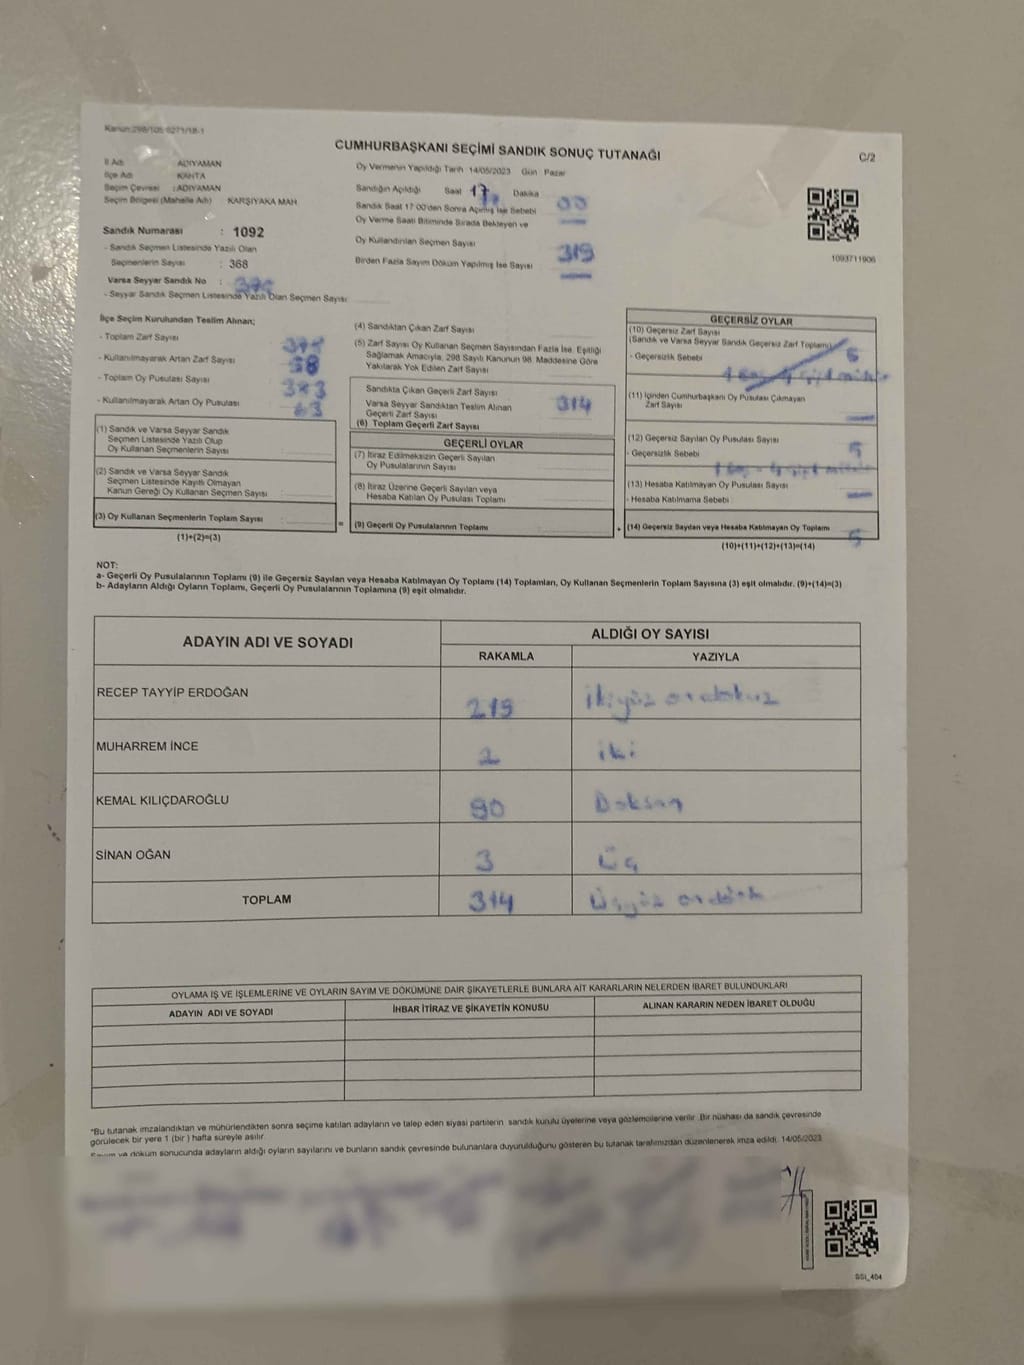 Kanun:298/105 6271/18-1
CUMHURBAŞKANI SEÇİMİ SANDIK SONUÇ TUTANAĞI
C/2
İl Adı : ADIYAMAN
İlçe Adı : KAHTA
Seçim Çevresi : ADIYAMAN
Seçim Bölgesi (Mahalle Adı) KARŞIYAKA MAH
Sandık Numarası : 1092
- Sandık Seçmen Listesinde Yazılı Olan
Seçmenlerin Sayısı : 368
Varsa Seyyar Sandık No :
- Seyyar Sandık Seçmen Listesinde Yazılı Olan Seçmen Sayısı
Oy Vermenin Yapıldığı Tarih 14/05/2023 Gün Pazar
Sandığın Açıldığı Saat 17 Dakika 00
Sandık Saat 17:00'den Sonra Açılmış İse Sebebi
Oy Verme Saati Bitiminde Sırada Bekleyen ve
Oy Kullandırılan Seçmen Sayısı 319
Birden Fazla Sayım Döküm Yapılmış İse Sayısı
1093711906
İlçe Seçim Kurulundan Teslim Alınan;
- Toplam Zarf Sayısı
- Kullanılmayarak Artan Zarf Sayısı
- Toplam Oy Pusulası Sayısı 383
- Kullanılmayarak Artan Oy Pusulası 63
(1) Sandık ve Varsa Seyyar Sandık
Seçmen Listesinde Yazılı Olup
Oy Kullanan Seçmenlerin Sayısı
(2) Sandık ve Varsa Seyyar Sandık
Seçmen Listesinde Kayıtlı Olmayan
Kanun Gereği Oy Kullanan Seçmen Sayısı
(3) Oy Kullanan Seçmenlerin Toplam Sayısı
(1)+(2)=(3)
=
(4) Sandıktan Çıkan Zarf Sayısı
(5) Zarf Sayısı Oy Kullanan Seçmen Sayısından Fazla İse, Eşitliği
Sağlamak Amacıyla, 298 Sayılı Kanunun 98. Maddesine Göre
Yakılarak Yok Edilen Zarf Sayısı
Sandıkta Çıkan Geçerli Zarf Sayısı
Varsa Seyyar Sandıktan Teslim Alınan
Geçerli Zarf Sayısı 314
(6) Toplam Geçerli Zarf Sayısı
GEÇERLİ OYLAR
(7) İtiraz Edilmeksizin Geçerli Sayılan
Oy Pusulalarının Sayısı
(8) İtiraz Üzerine Geçerli Sayılan veya
Hesaba Katılan Oy Pusulası Toplamı
(9) Geçerli Oy Pusulalarının Toplamı
+
GEÇERSİZ OYLAR
(10) Geçersiz Zarf Sayısı
(Sandık ve Varsa Seyyar Sandık Geçersiz Zarf Toplamı) 5
- Geçersizlik Sebebi
(11) İçinden Cumhurbaşkanı Oy Pusulası Çıkmayan
Zarf Sayısı
(12) Geçersiz Sayılan Oy Pusulası Sayısı 5
- Geçersizlik Sebebi
(13) Hesaba Katılmayan Oy Pusulası Sayısı
- Hesaba Katılmama Sebebi
(14) Geçersiz Sayılan veya Hesaba Katılmayan Oy Toplamı 5
(10)+(11)+(12)+(13)=(14)
NOT:
a- Geçerli Oy Pusulalarının Toplamı (9) ile Geçersiz Sayılan veya Hesaba Katılmayan Oy Toplamı (14) Toplamları, Oy Kullanan Seçmenlerin Toplam Sayısına (3) eşit olmalıdır. (9)+(14)=(3)
b- Adayların Aldığı Oyların Toplamı, Geçerli Oy Pusulalarının Toplamına (9) eşit olmalıdır.
ADAYIN ADI VE SOYADI ALDIĞI OY SAYISI
RAKAMLA YAZIYLA
RECEP TAYYİP ERDOĞAN 219 ikiyüz ondokuz
MUHARREM İNCE 2 iki
KEMAL KILIÇDAROĞLU 90 Doksan
SİNAN OĞAN 3 Üç
TOPLAM 314 Üçyüz ondört
OYLAMA İŞ VE İŞLEMLERİNE VE OYLARIN SAYIM VE DÖKÜMÜNE DAİR ŞİKAYETLERLE BUNLARA AİT KARARLARIN NELERDEN İBARET BULUNDUKLARI
ADAYIN ADI VE SOYADI İHBAR İTİRAZ VE ŞİKAYETİN KONUSU ALINAN KARARIN NEDEN İBARET OLDUĞU
*Bu tutanak imzalandıktan ve mühürlendikten sonra seçime katılan adayların ve talep eden siyasi partilerin sandık kurulu üyelerine veya gözlemcilerine verilir. Bir nüshası da sandık çevresinde
görülecek bir yere 1 (bir ) hafta süreyle asılır.
Sayım ve döküm sonucunda adayların aldığı oyların sayılarını ve bunların sandık çevresinde bulunanlara duyurulduğunu gösteren bu tutanak tarafımızdan düzenlenerek imza edildi. 14/05/2023
SSI_404